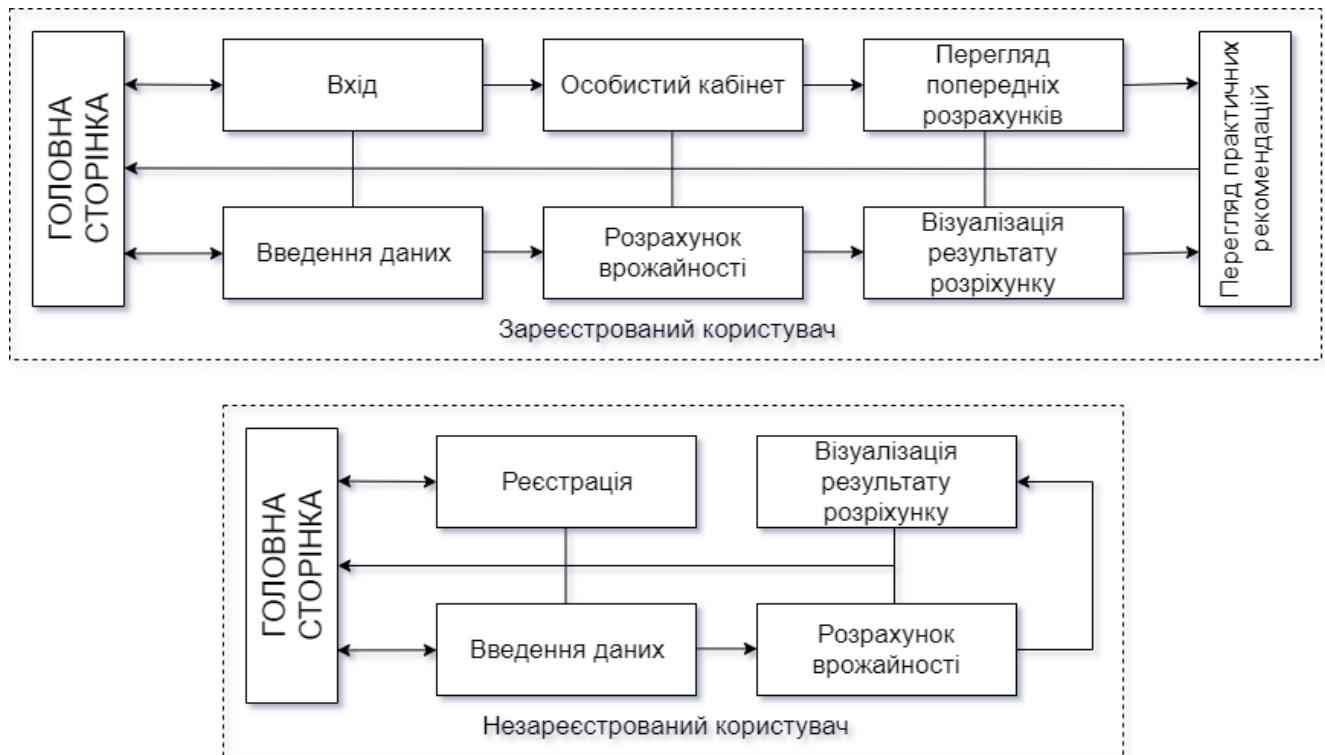 ГОЛОВНА
СТОРІНКА
Вхід
Особистий кабінет
Перегляд
попередніх
розрахунків
Перегляд практичних
рекомендацій
Введення даних
Розрахунок
врожайності
Візуалізація
результату
розріхунку
Зареєстрований користувач
ГОЛОВНА
СТОРІНКА
Реєстрація
Візуалізація
результату
розріхунку
Введення даних
Розрахунок
врожайності
Незареєстрований користувач